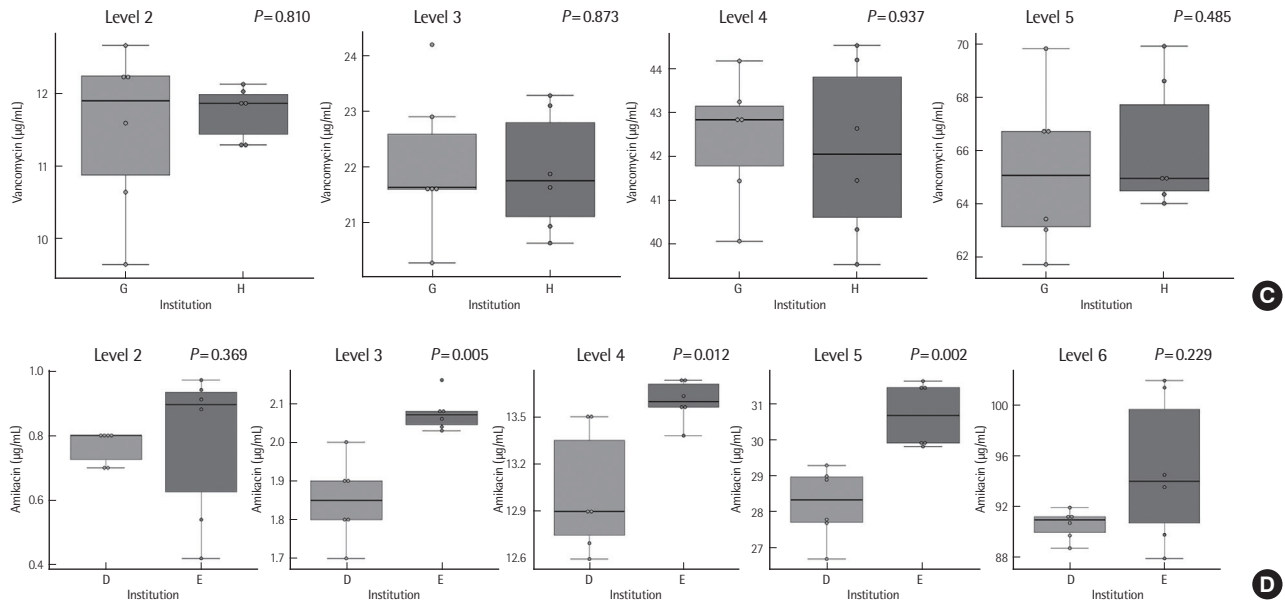 Level 2 P=0.810
Vancomycin (μg/mL)
12
11
10
G H
Institution
Level 3 P=0.873
Vancomycin (μg/mL)
24
23
22
21
G H
Institution
Level 4 P=0.937
Vancomycin (μg/mL)
44
43
42
41
40
G H
Institution
Level 5 P=0.485
Vancomycin (μg/mL)
70
68
66
64
62
G H
Institution
C
Level 2 P=0.369
Amikacin (μg/mL)
1.0
0.8
0.6
0.4
D E
Institution
Level 3 P=0.005
Amikacin (μg/mL)
2.1
2.0
1.9
1.8
1.7
D E
Institution
Level 4 P=0.012
Amikacin (μg/mL)
13.5
13.2
12.9
12.6
D E
Institution
Level 5 P=0.002
Amikacin (μg/mL)
31
30
29
28
27
D E
Institution
Level 6 P=0.229
Amikacin (μg/mL)
100
96
92
88
D E
Institution
D